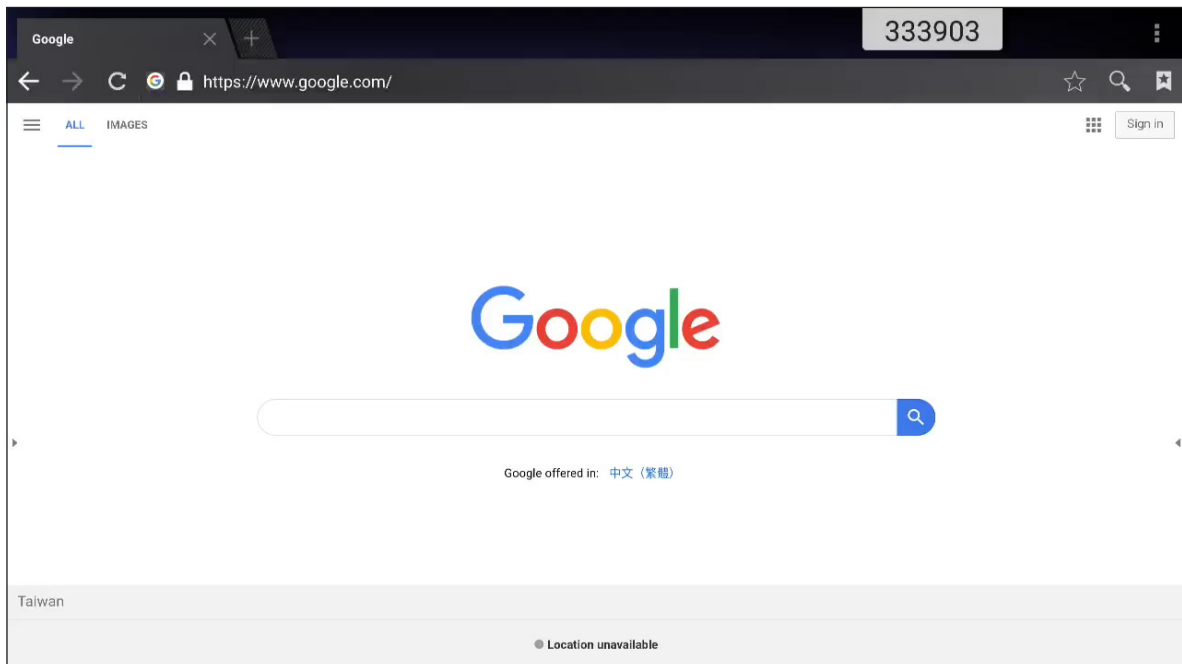 Google
333903
https://www.google.com/
ALL IMAGES
Sign in
Google
Google offered in: 中文（繁體）
Taiwan
Location unavailable